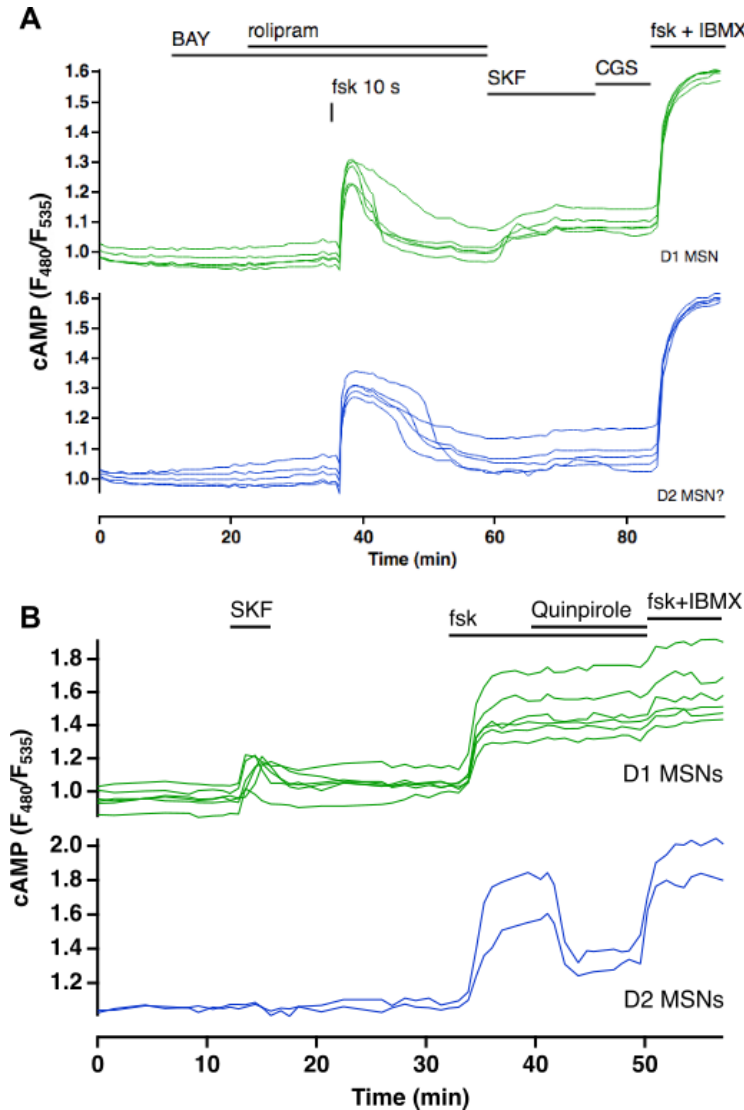 A
BAY
rolipram
fsk 10 s
SKF
CGS
fsk + IBMX
1.6
1.5
1.4
1.3
1.2
1.1
1.0
D1 MSN
cAMP (F480/F535)
1.6
1.5
1.4
1.3
1.2
1.1
1.0
D2 MSN?
0 20 40 60 80
Time (min)
B
SKF
fsk
Quinpirole
fsk+IBMX
1.8
1.6
1.4
1.2
1.0
D1 MSNs
cAMP (F480/F535)
2.0
1.8
1.6
1.4
1.2
D2 MSNs
0 10 20 30 40 50
Time (min)